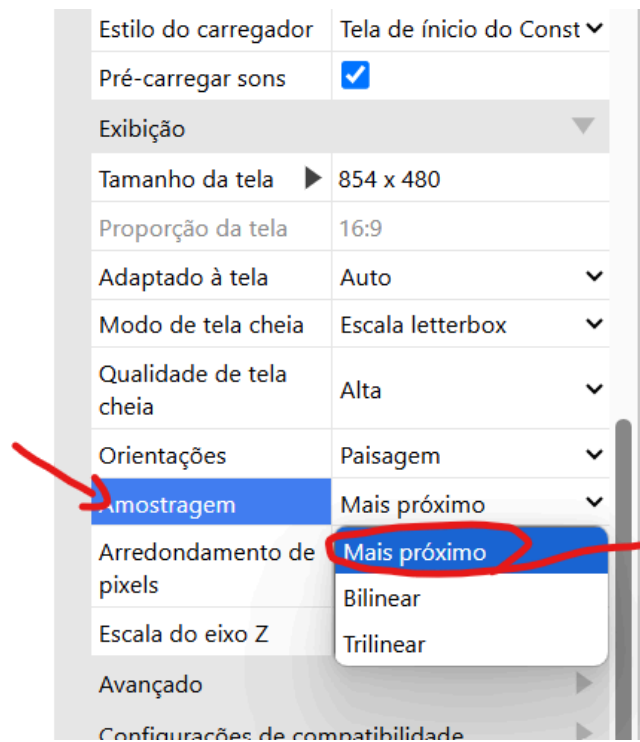 Estilo do carregador Tela de ínicio do Const
Pré-carregar sons
Exibição
Tamanho da tela 854 x 480
Proporção da tela 16:9
Adaptado à tela Auto
Modo de tela cheia Escala letterbox
Qualidade de tela
cheia
Alta
Orientações Paisagem
Amostragem Mais próximo
Arredondamento de
pixels
Mais próximo
Bilinear
Trilinear
Escala do eixo Z
Avançado
Configurações de compatibilidade